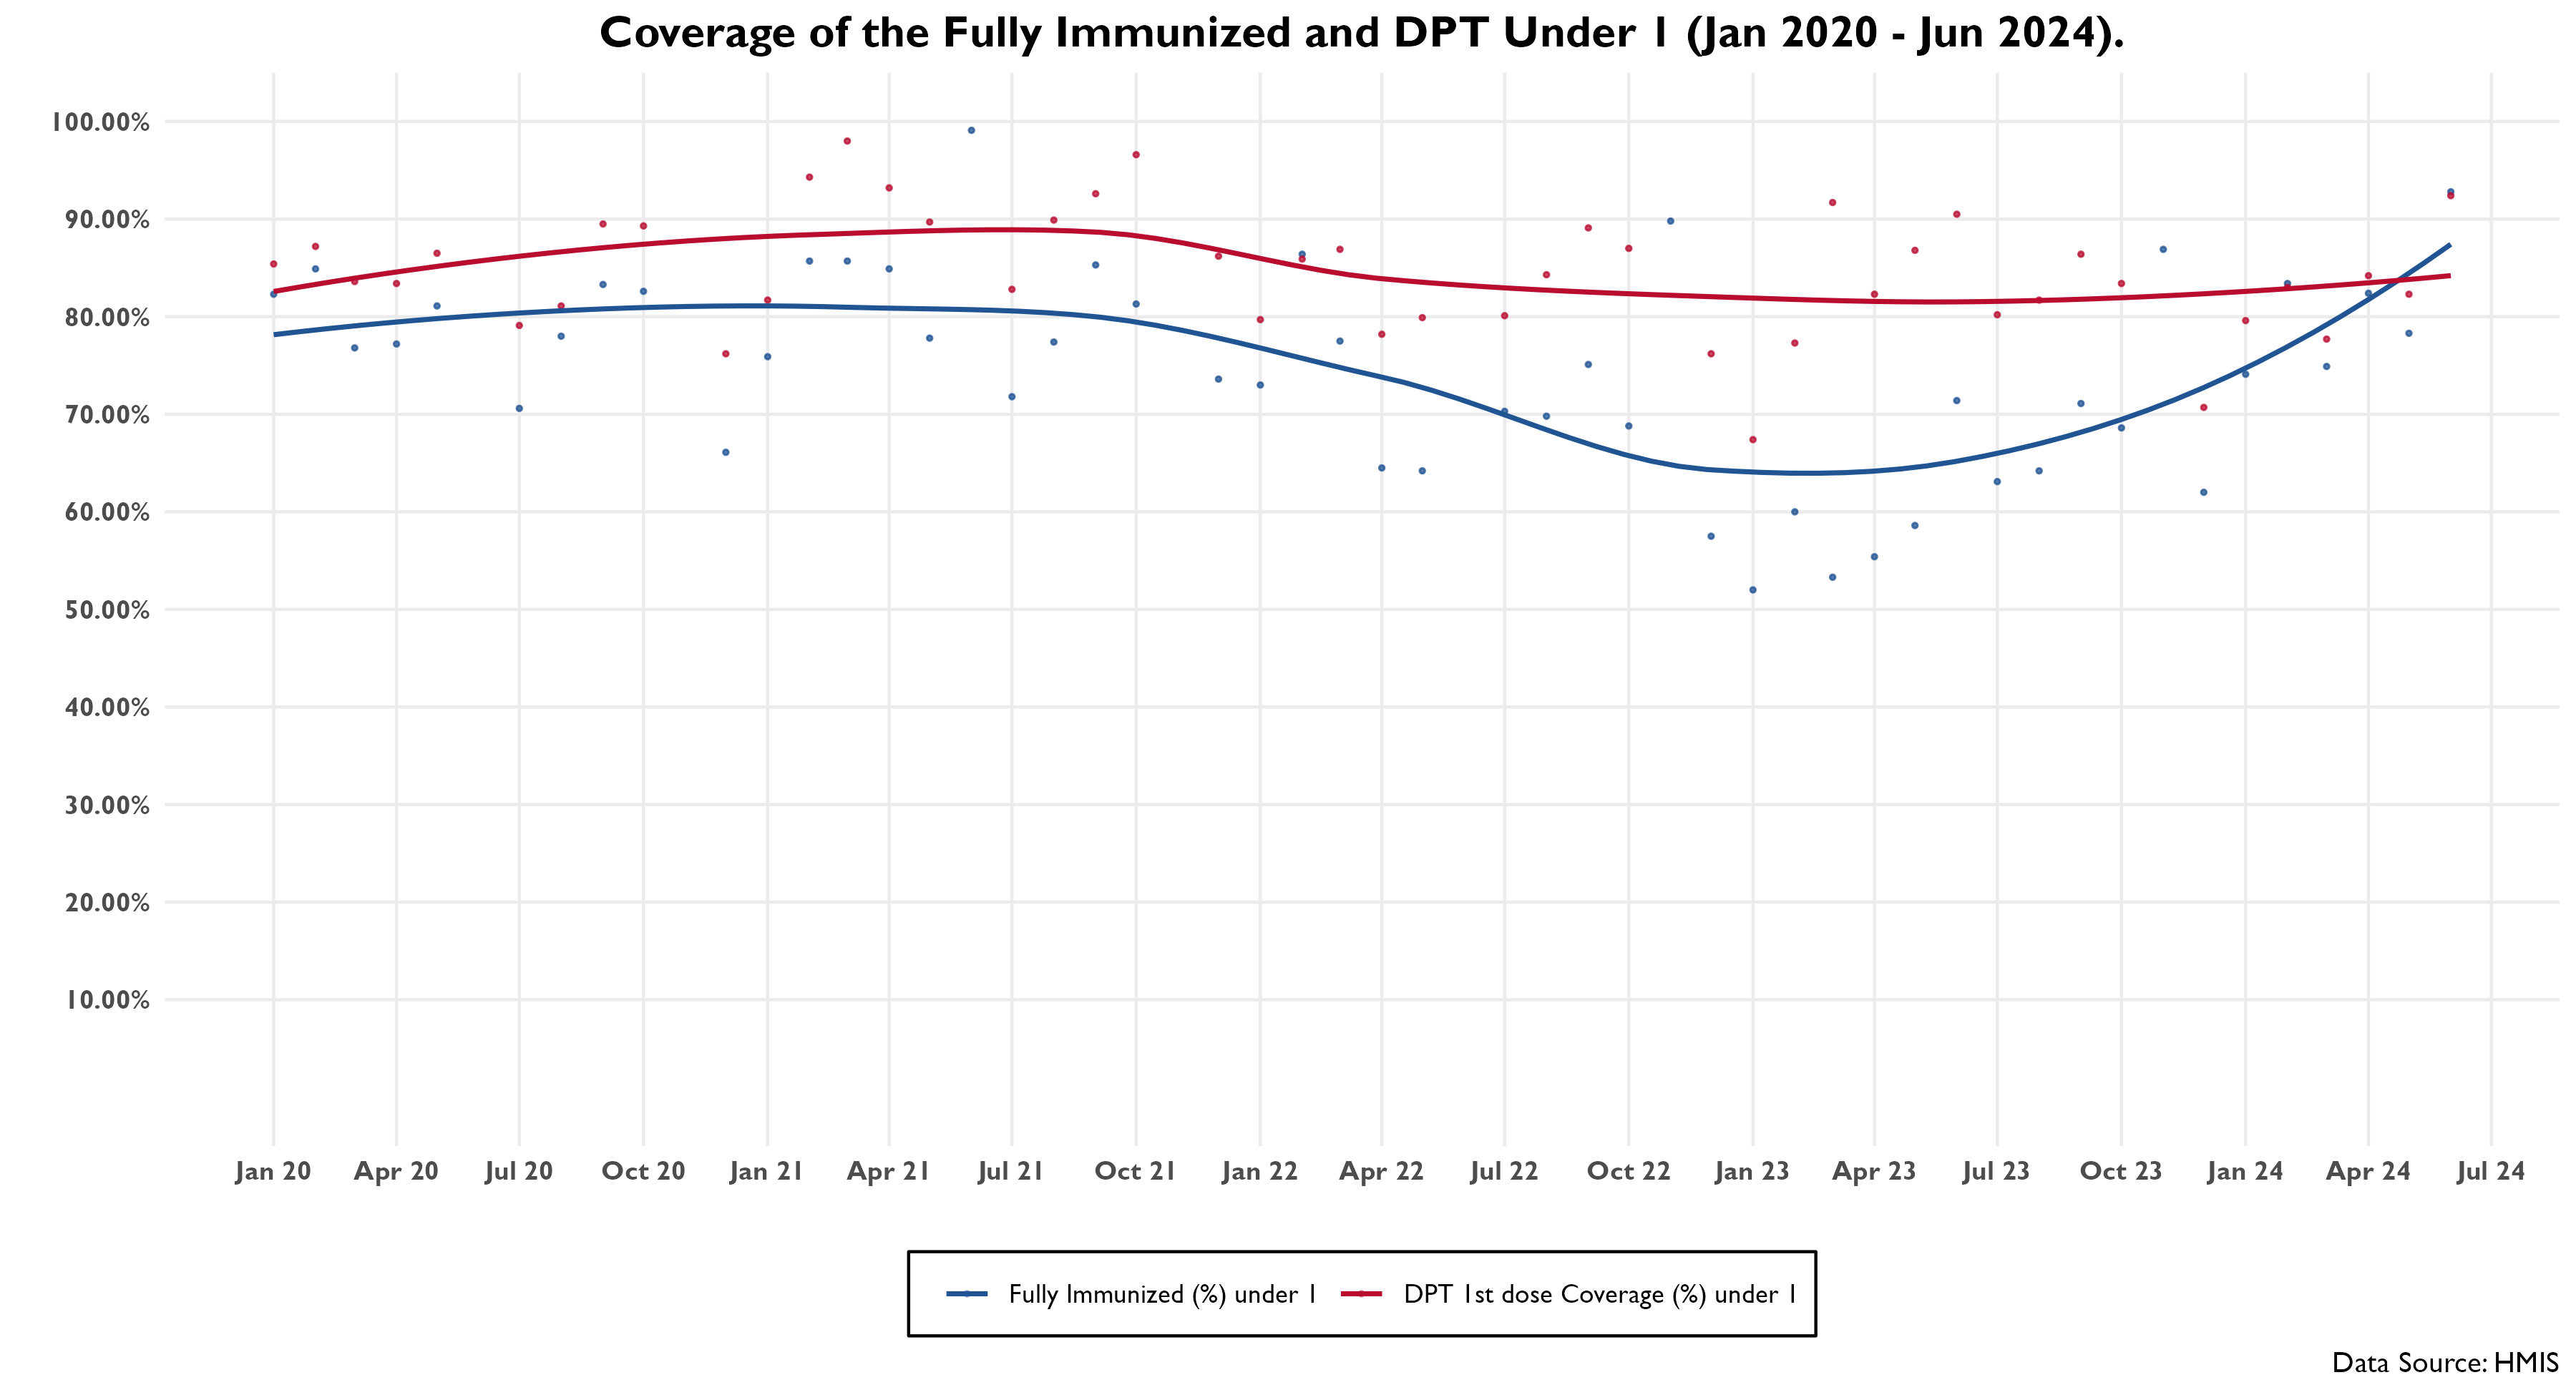 Coverage of the Fully Immunized and DPT Under 1 (Jan 2020 - Jun 2024).
100.00%
90.00%
80.00%
70.00%
60.00%
50.00%
40.00%
30.00%
20.00%
10.00%
Jan 20 Apr 20 Jul 20 Oct 20 Jan 21 Apr 21 Jul 21 Oct 21 Jan 22 Apr 22 Jul 22 Oct 22 Jan 23 Apr 23 Jul 23 Oct 23 Jan 24 Apr 24 Jul 24
Fully Immunized (%) under 1 DPT 1st dose Coverage (%) under 1
Data Source: HMIS